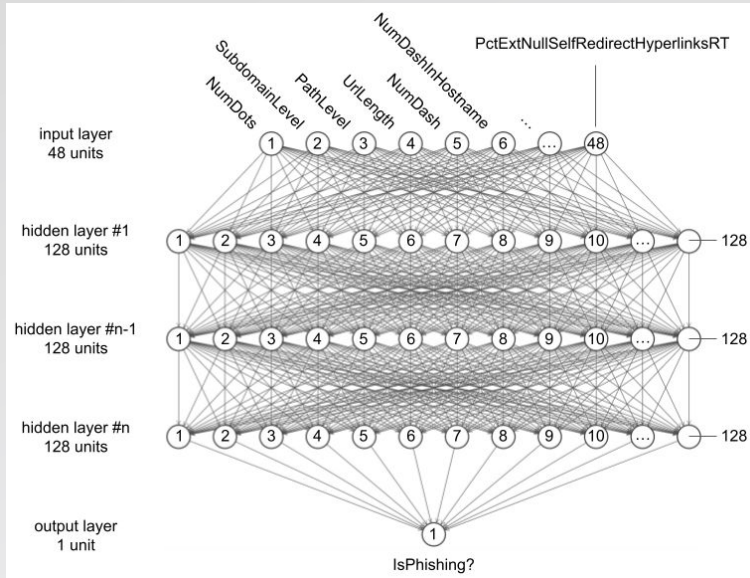 NumDots
SubdomainLevel
PathLevel
UrlLength
NumDash
NumDashInHostname
...
PctExtNullSelfRedirectHyperlinksRT
input layer
48 units
1 2 3 4 5 6 ... 48
hidden layer #1
128 units
1 2 3 4 5 6 7 8 9 10 ... 128
hidden layer #n-1
128 units
1 2 3 4 5 6 7 8 9 10 ... 128
hidden layer #n
128 units
1 2 3 4 5 6 7 8 9 10 ... 128
output layer
1 unit
1
IsPhishing?